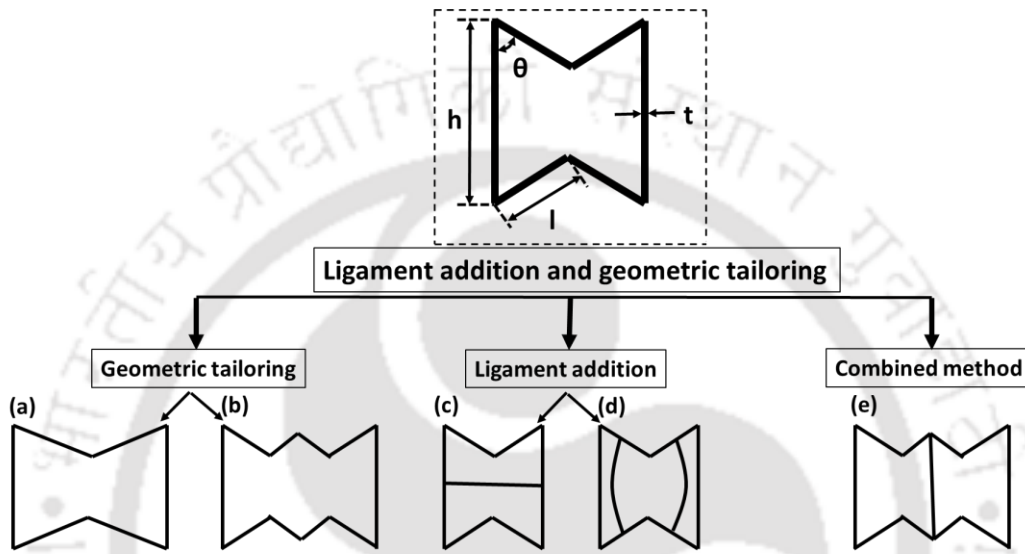 θ
h
t
l
Ligament addition and geometric tailoring
Geometric tailoring
Ligament addition
Combined method
(a)
(b)
(c)
(d)
(e)